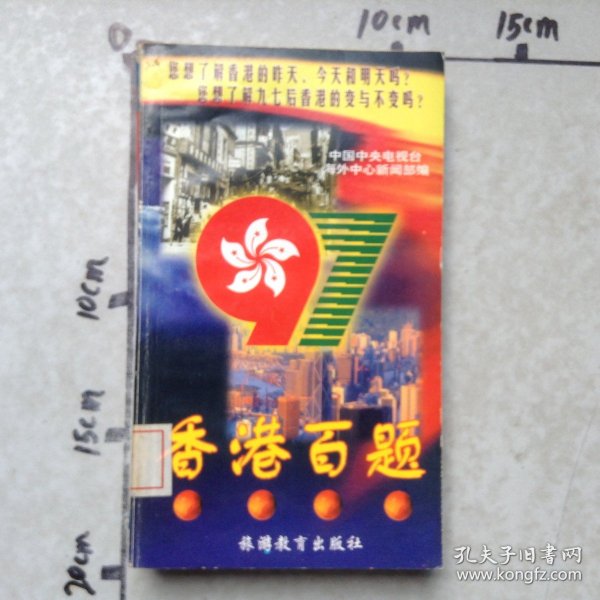 0
10cm
15cm
您想了解香港的昨天、今天和明天吗?
您想了解九七后香港的变与不变吗?
中国中央电视台
海外中心新闻部编
97
10cm
15cm
香港百题
旅游教育出版社
20cm
孔夫子旧书网
www.kongfz.com